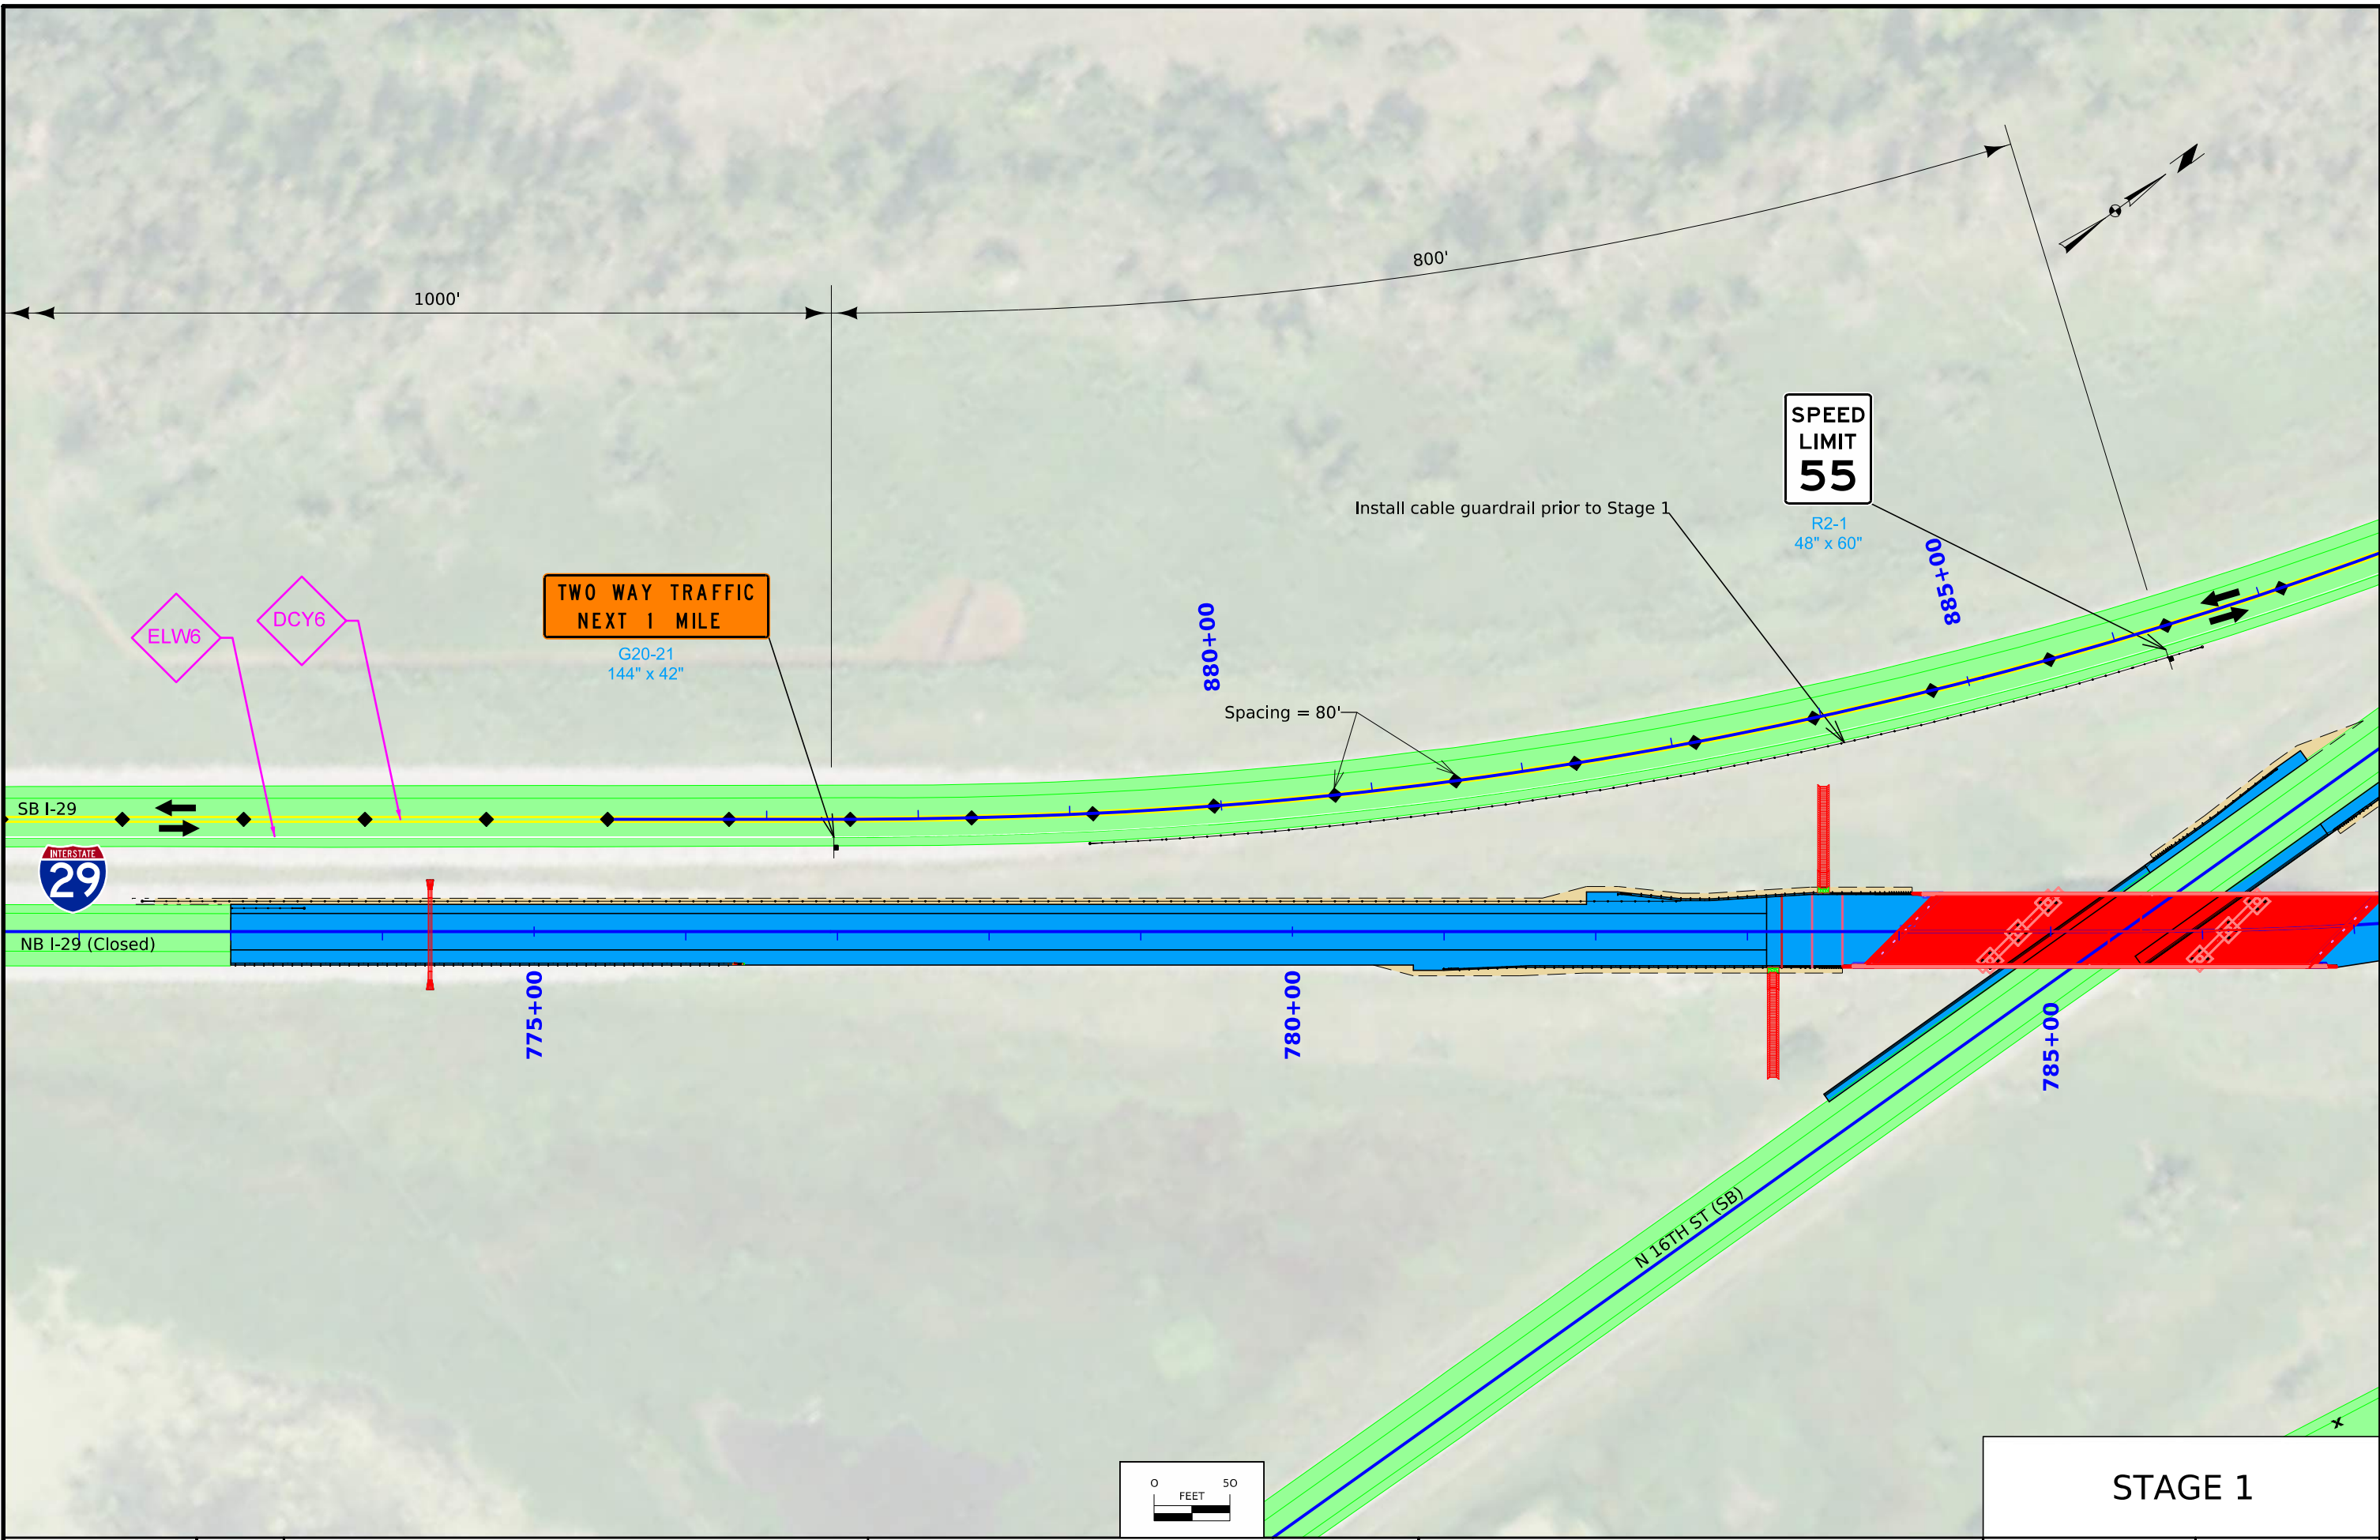 800'
1000'
SPEED
LIMIT
55
R2-1
48" x 60"
Install cable guardrail prior to Stage 1
885+00
TWO WAY TRAFFIC
NEXT 1 MILE
G20-21
144" x 42"
ELW6
DCY6
880+00
Spacing = 80'
SB I-29
INTERSTATE
29
NB I-29 (Closed)
775+00
780+00
785+00
N 16TH ST (SB)
x
0 50
FEET
STAGE 1